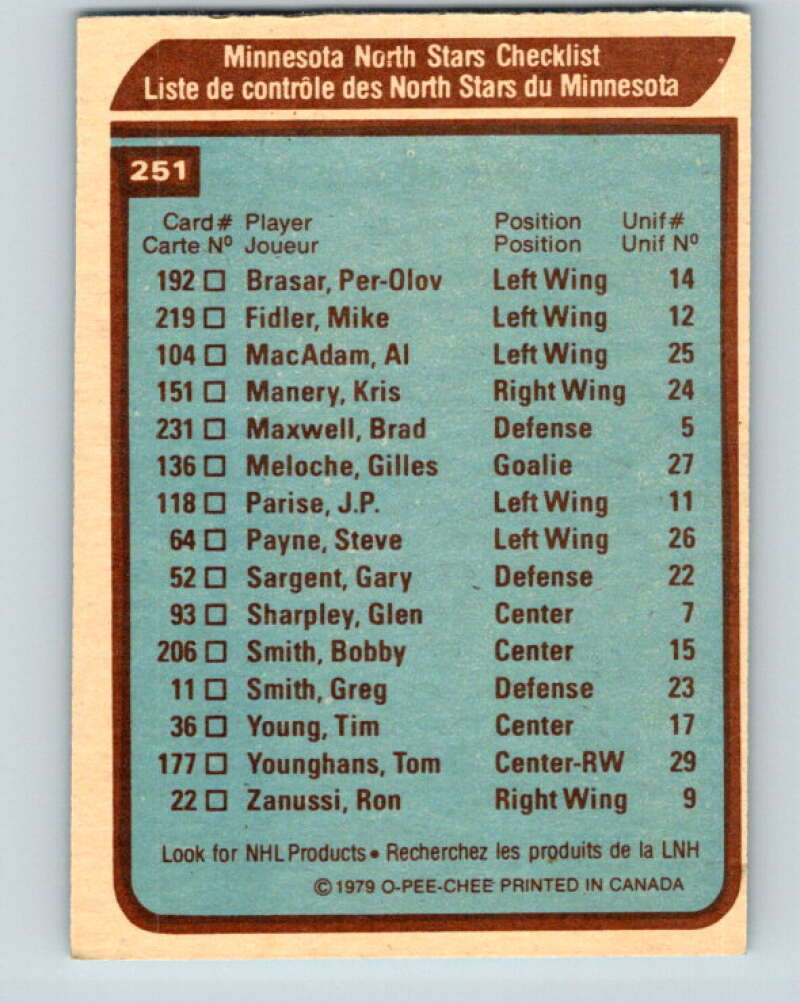 Minnesota North Stars Checklist
Liste de contrôle des North Stars du Minnesota
251
Card # Player Position Unif #
Carte Nº Joueur Position Unif Nº
192 □ Brasar, Per-Olov Left Wing 14
219 □ Fidler, Mike Left Wing 12
104 □ MacAdam, Al Left Wing 25
151 □ Manery, Kris Right Wing 24
231 □ Maxwell, Brad Defense 5
136 □ Meloche, Gilles Goalie 27
118 □ Parise, J.P. Left Wing 11
64 □ Payne, Steve Left Wing 26
52 □ Sargent, Gary Defense 22
93 □ Sharpley, Glen Center 7
206 □ Smith, Bobby Center 15
11 □ Smith, Greg Defense 23
36 □ Young, Tim Center 17
177 □ Younghans, Tom Center-RW 29
22 □ Zanussi, Ron Right Wing 9
Look for NHL Products • Recherchez les produits de la LNH
© 1979 O-PEE-CHEE PRINTED IN CANADA